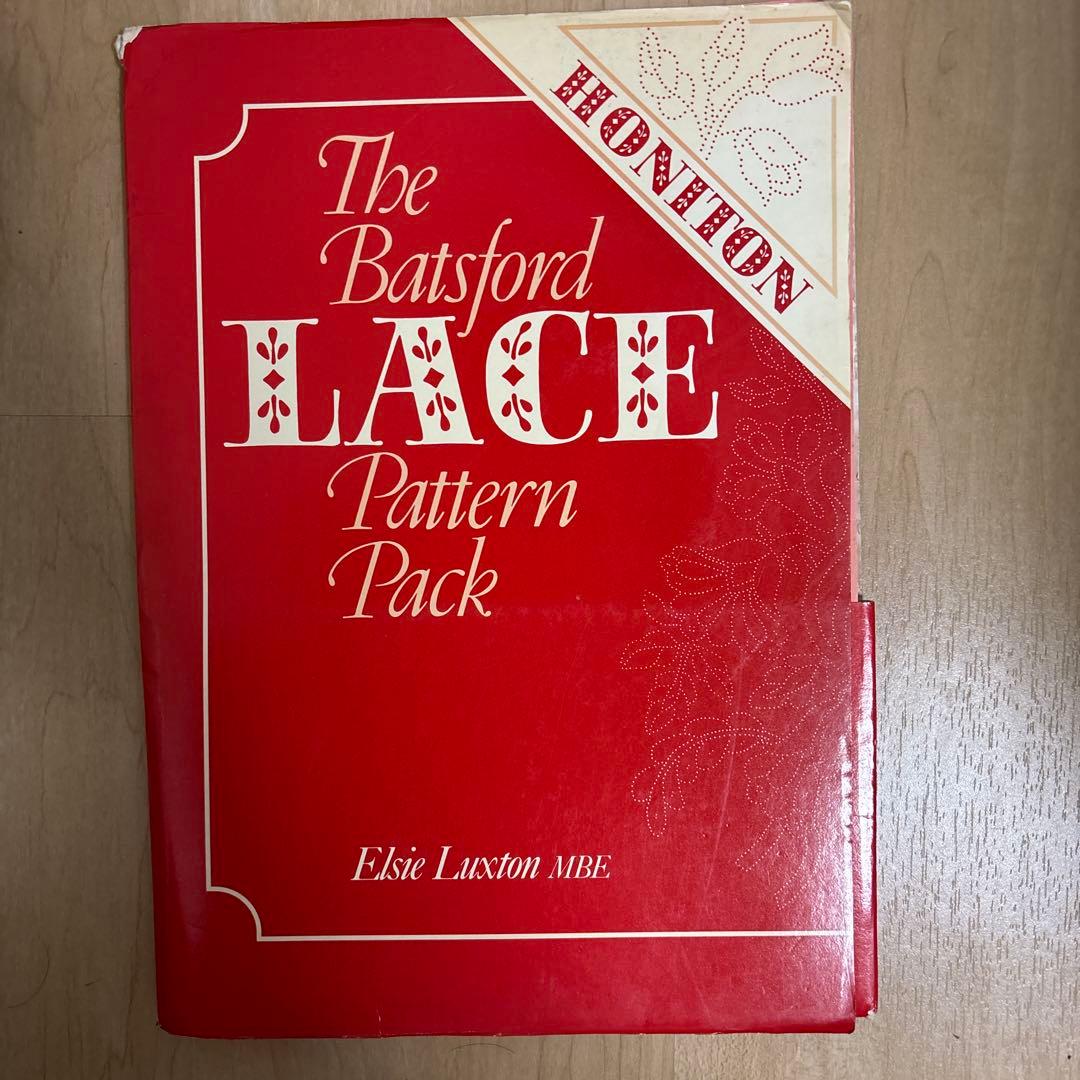 HONITON
The
Batsford
LACE
Pattern
Pack
Elsie Luxton MBE